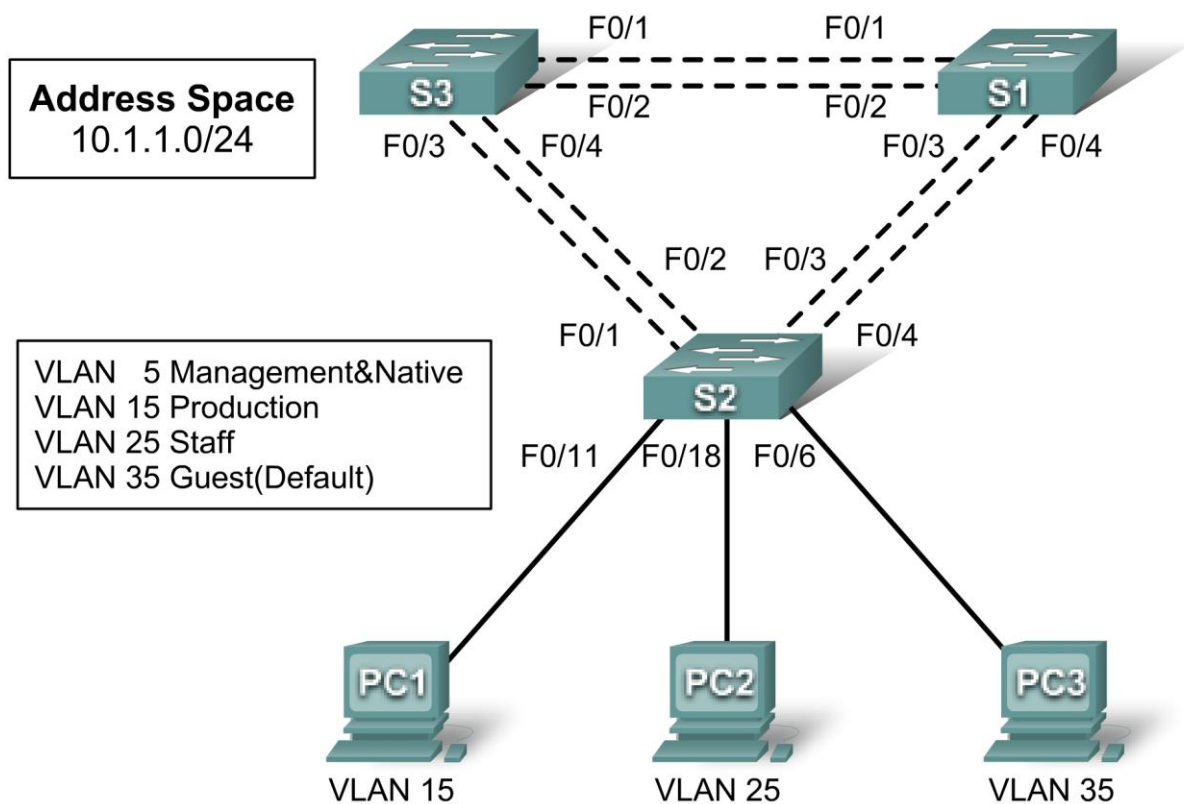 F0/1
F0/1
S3
S1
F0/2
F0/2
Address Space
10.1.1.0/24
F0/3
F0/4
F0/3
F0/4
F0/2
F0/3
F0/1
F0/4
S2
VLAN 5 Management&Native
VLAN 15 Production
VLAN 25 Staff
VLAN 35 Guest(Default)
F0/11
F0/18
F0/6
PC1
PC2
PC3
VLAN 15
VLAN 25
VLAN 35